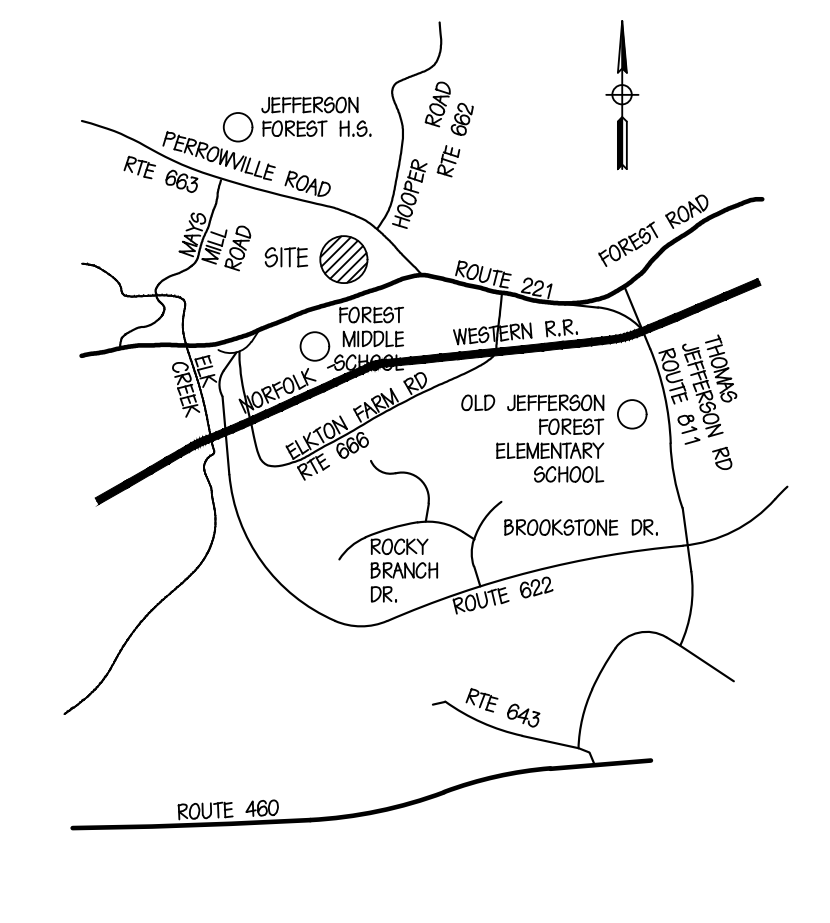 JEFFERSON
FOREST H.S.
PERROWVILLE ROAD
RTE 663
HOOPER ROAD
RTE 662
MAYS
MILL
ROAD
SITE
FOREST ROAD
ROUTE 221
FOREST
MIDDLE
SCHOOL
NORFOLK - WESTERN R.R.
ELK
CREEK
ELKTON FARM RD
RTE 666
THOMAS
JEFFERSON RD
ROUTE 811
OLD JEFFERSON
FOREST
ELEMENTARY
SCHOOL
BROOKSTONE DR.
ROCKY
BRANCH
DR.
ROUTE 622
RTE 643
ROUTE 460